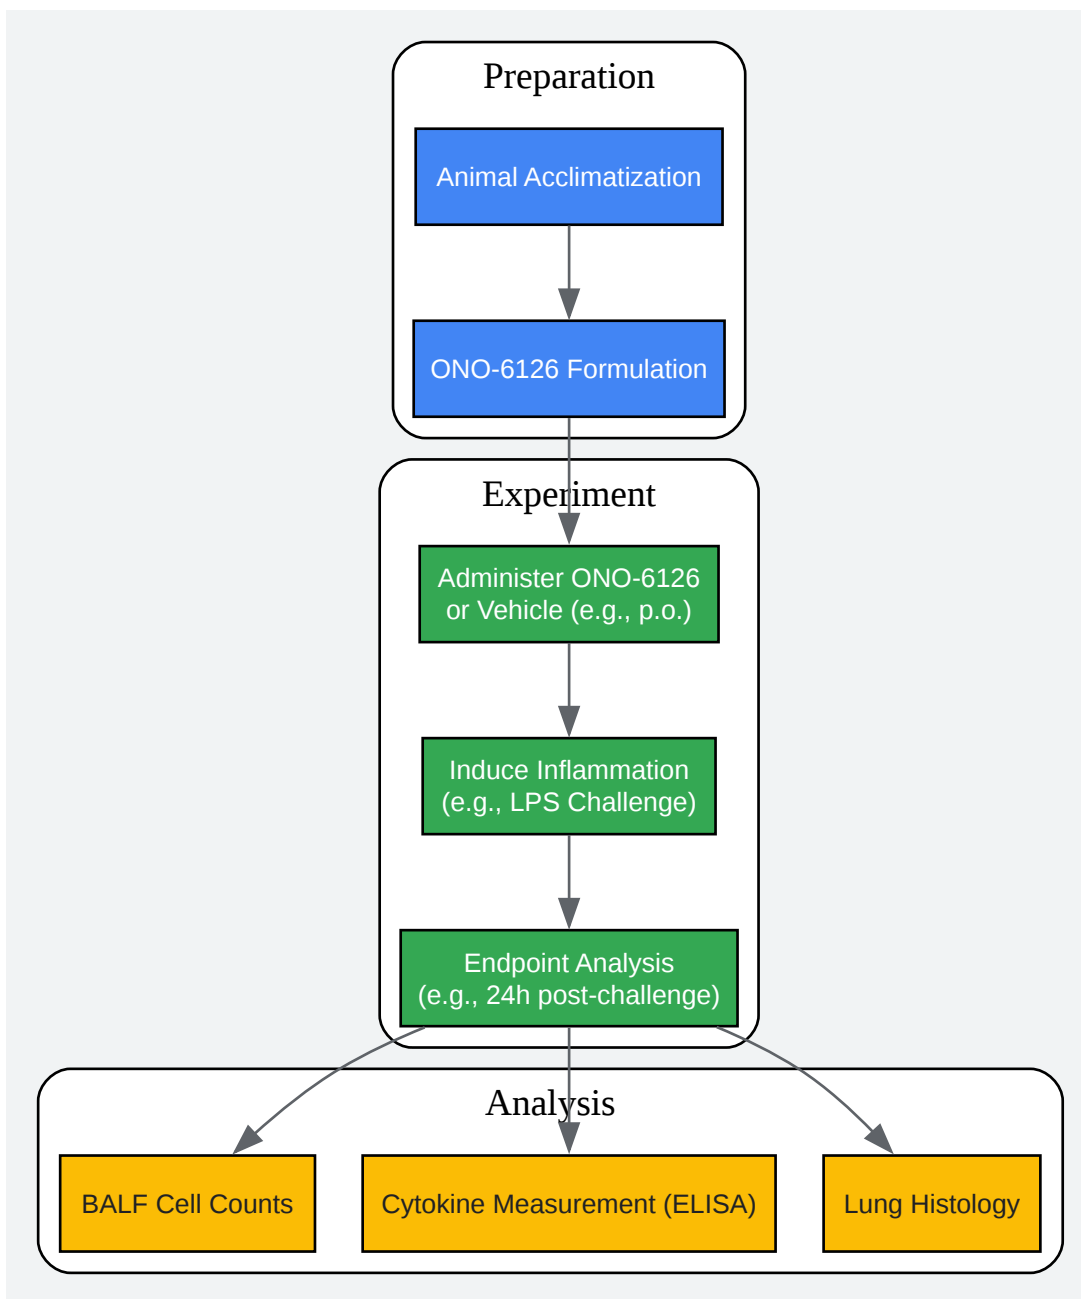 Preparation
Animal Acclimatization
ONO-6126 Formulation
Experiment
Administer ONO-6126
or Vehicle (e.g., p.o.)
Induce Inflammation
(e.g., LPS Challenge)
Endpoint Analysis
(e.g., 24h post-challenge)
Analysis
BALF Cell Counts
Cytokine Measurement (ELISA)
Lung Histology